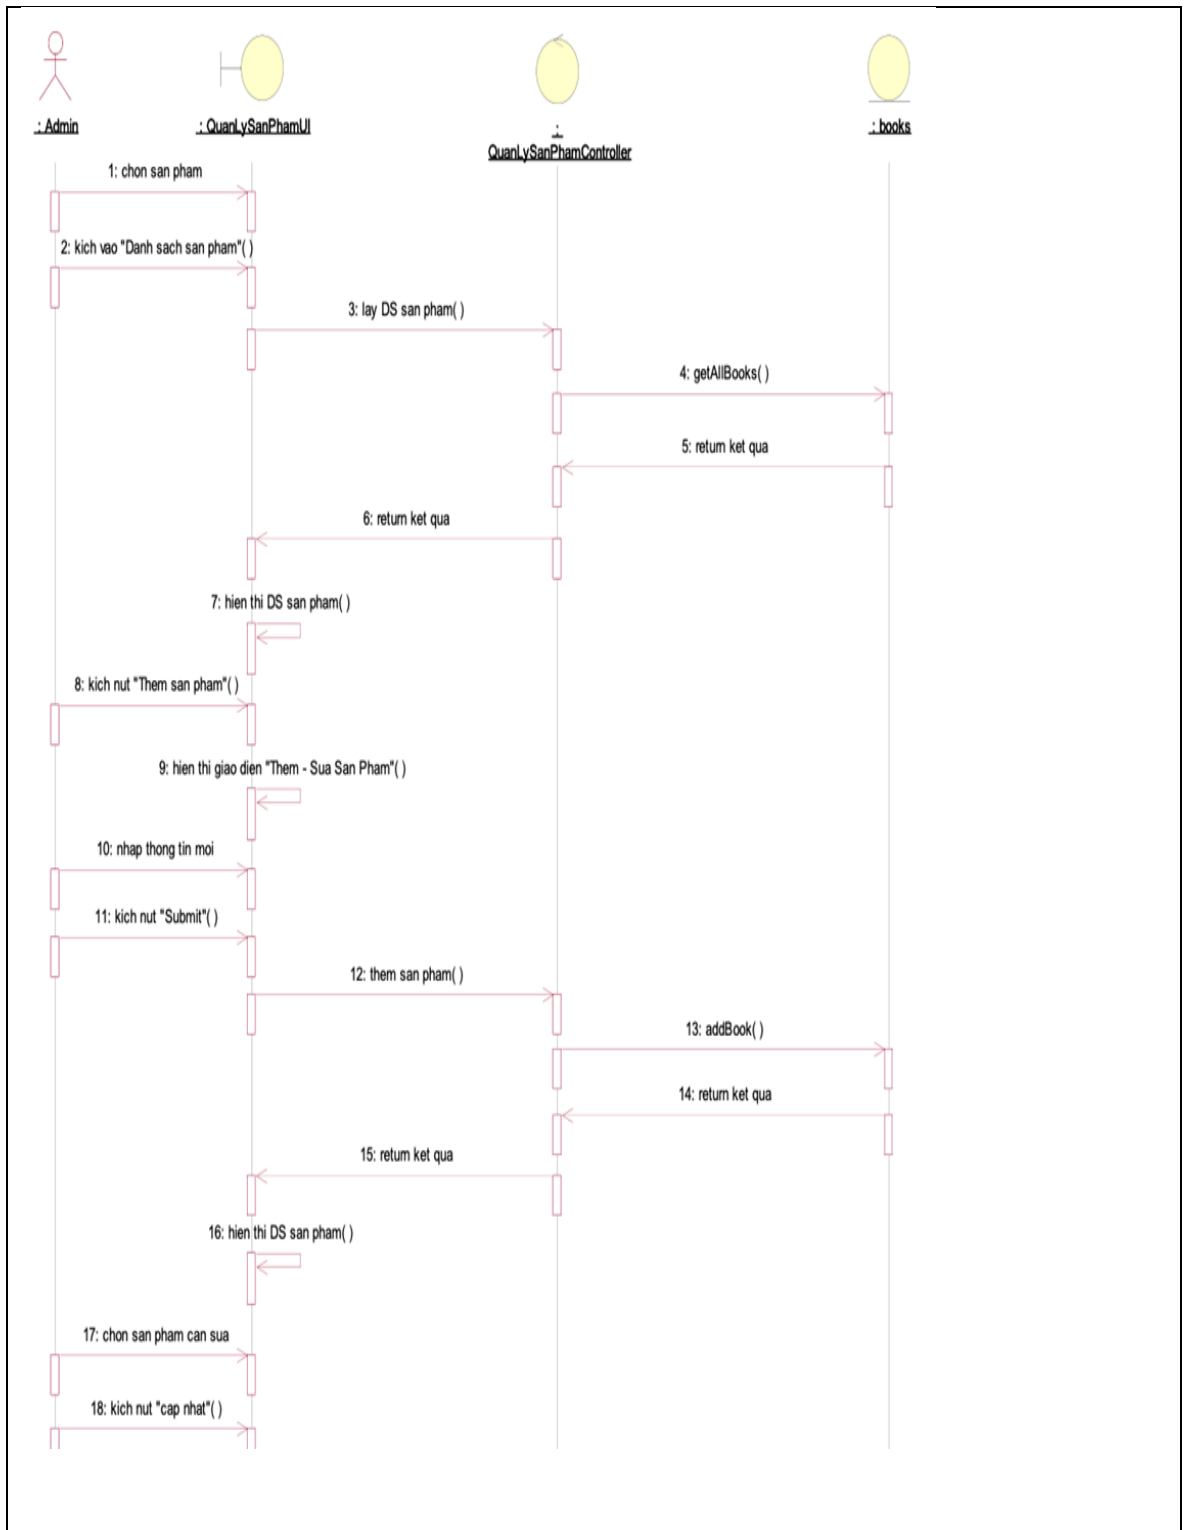 : Admin
: QuanLySanPhamUI
:
QuanLySanPhamController
: books
1: chon san pham
2: kich vao "Danh sach san pham"( )
3: lay DS san pham( )
4: getAllBooks( )
5: return ket qua
6: return ket qua
7: hien thi DS san pham( )
8: kich nut "Them san pham"( )
9: hien thi giao dien "Them - Sua San Pham"( )
10: nhap thong tin moi
11: kich nut "Submit"( )
12: them san pham( )
13: addBook( )
14: return ket qua
15: return ket qua
16: hien thi DS san pham( )
17: chon san pham can sua
18: kich nut "cap nhat"( )